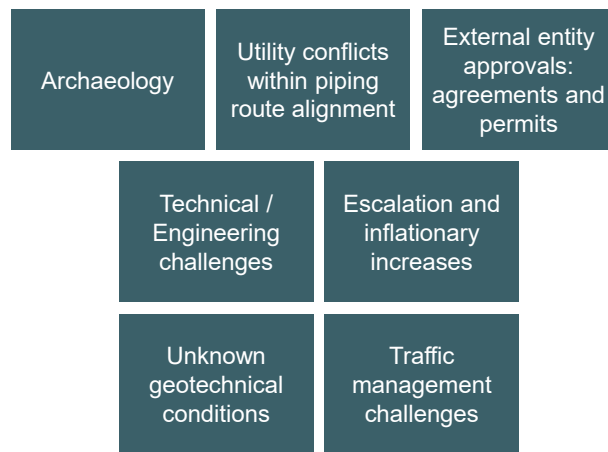 Archaeology
Utility conflicts
within piping
route alignment
External entity
approvals:
agreements and
permits
Technical /
Engineering
challenges
Escalation and
inflationary
increases
Unknown
geotechnical
conditions
Traffic
management
challenges